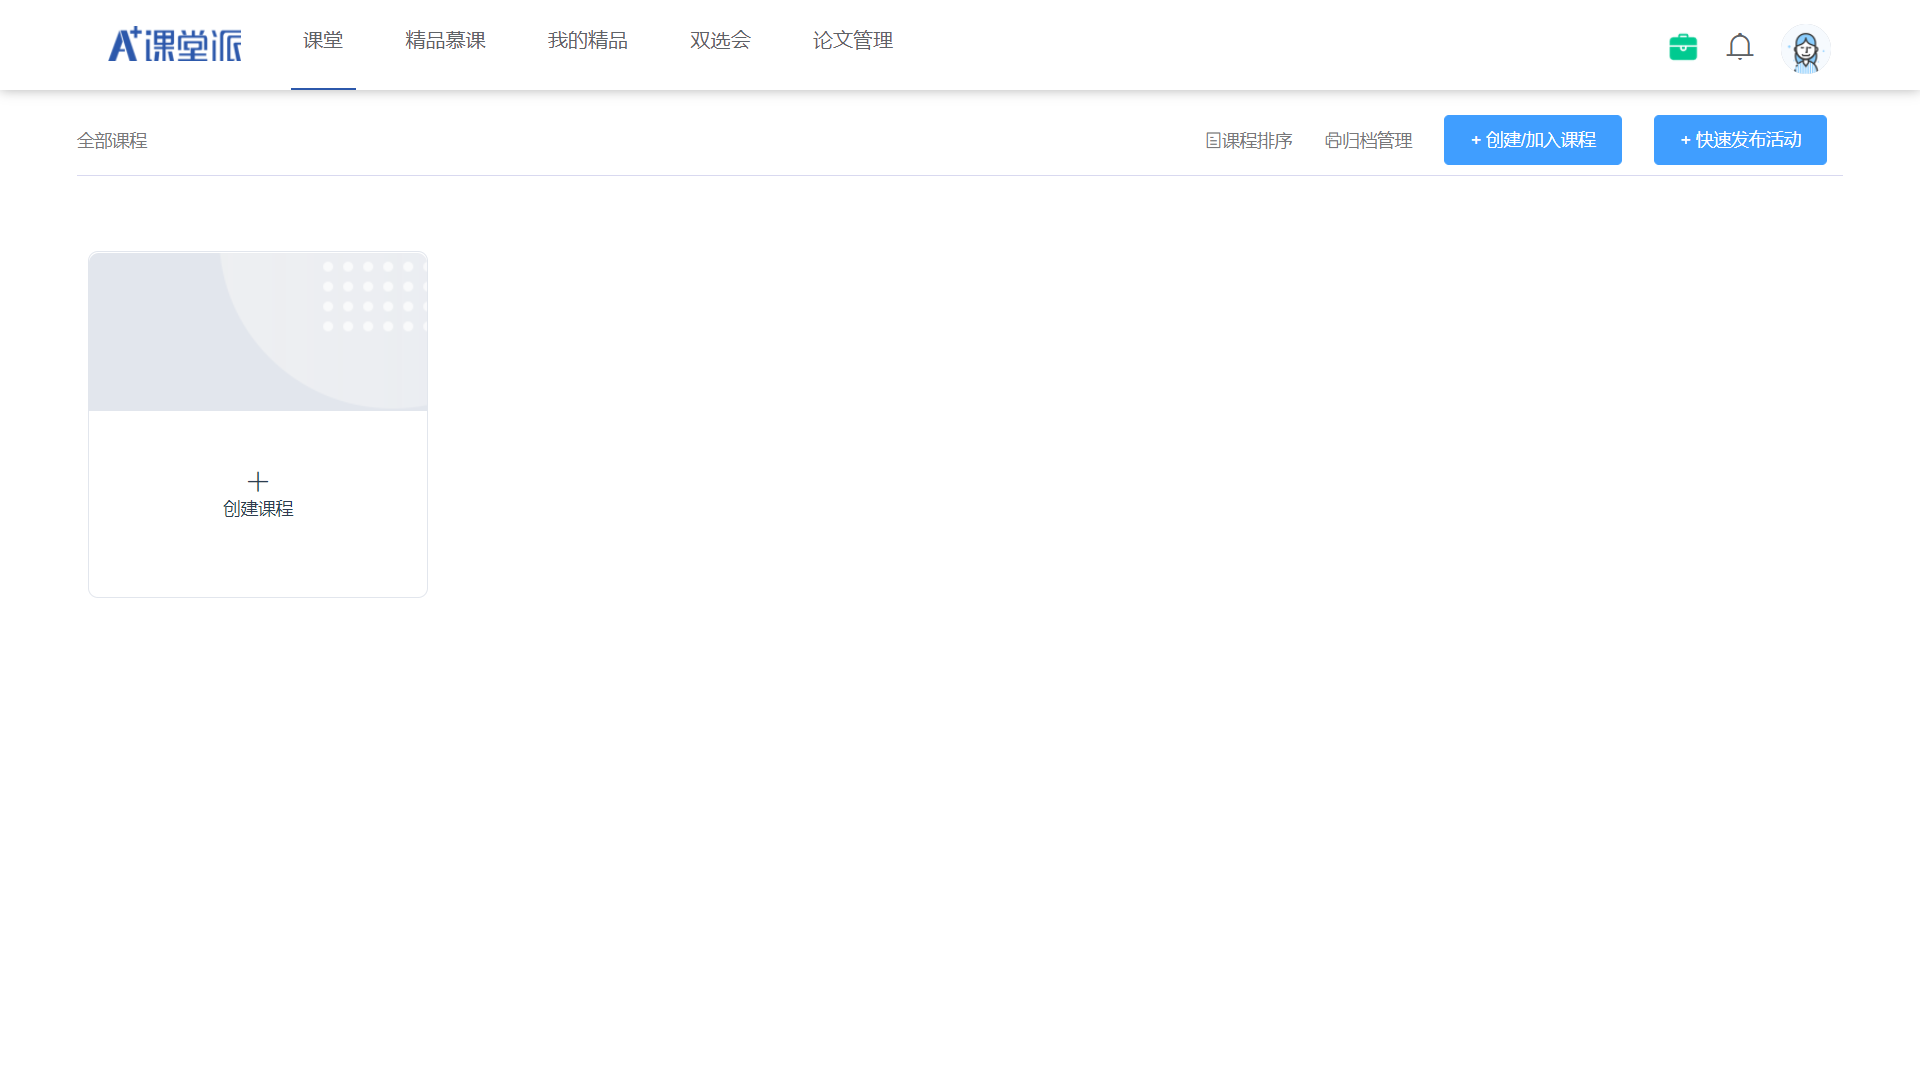 A+课堂派
课堂
精品慕课
我的精品
双选会
论文管理
全部课程
课程排序
归档管理
+ 创建/加入课程
+ 快速发布活动
创建课程